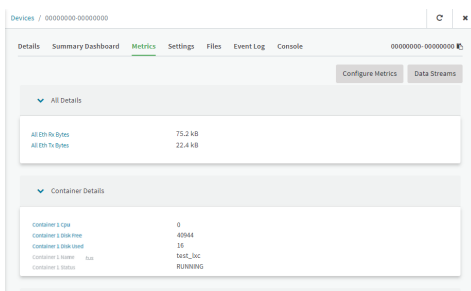 Devices / 00000000-00000000
Details Summary Dashboard Metrics Settings Files Event Log Console 00000000-00000000
Configure Metrics Data Streams
All Details
All Eth Rx Bytes 75.2 kB
All Eth Tx Bytes 22.4 kB
Container Details
Container 1 Cpu 0
Container 1 Disk Free 40944
Container 1 Disk Used 16
Container 1 Name test_lxc
Container 1 Status RUNNING